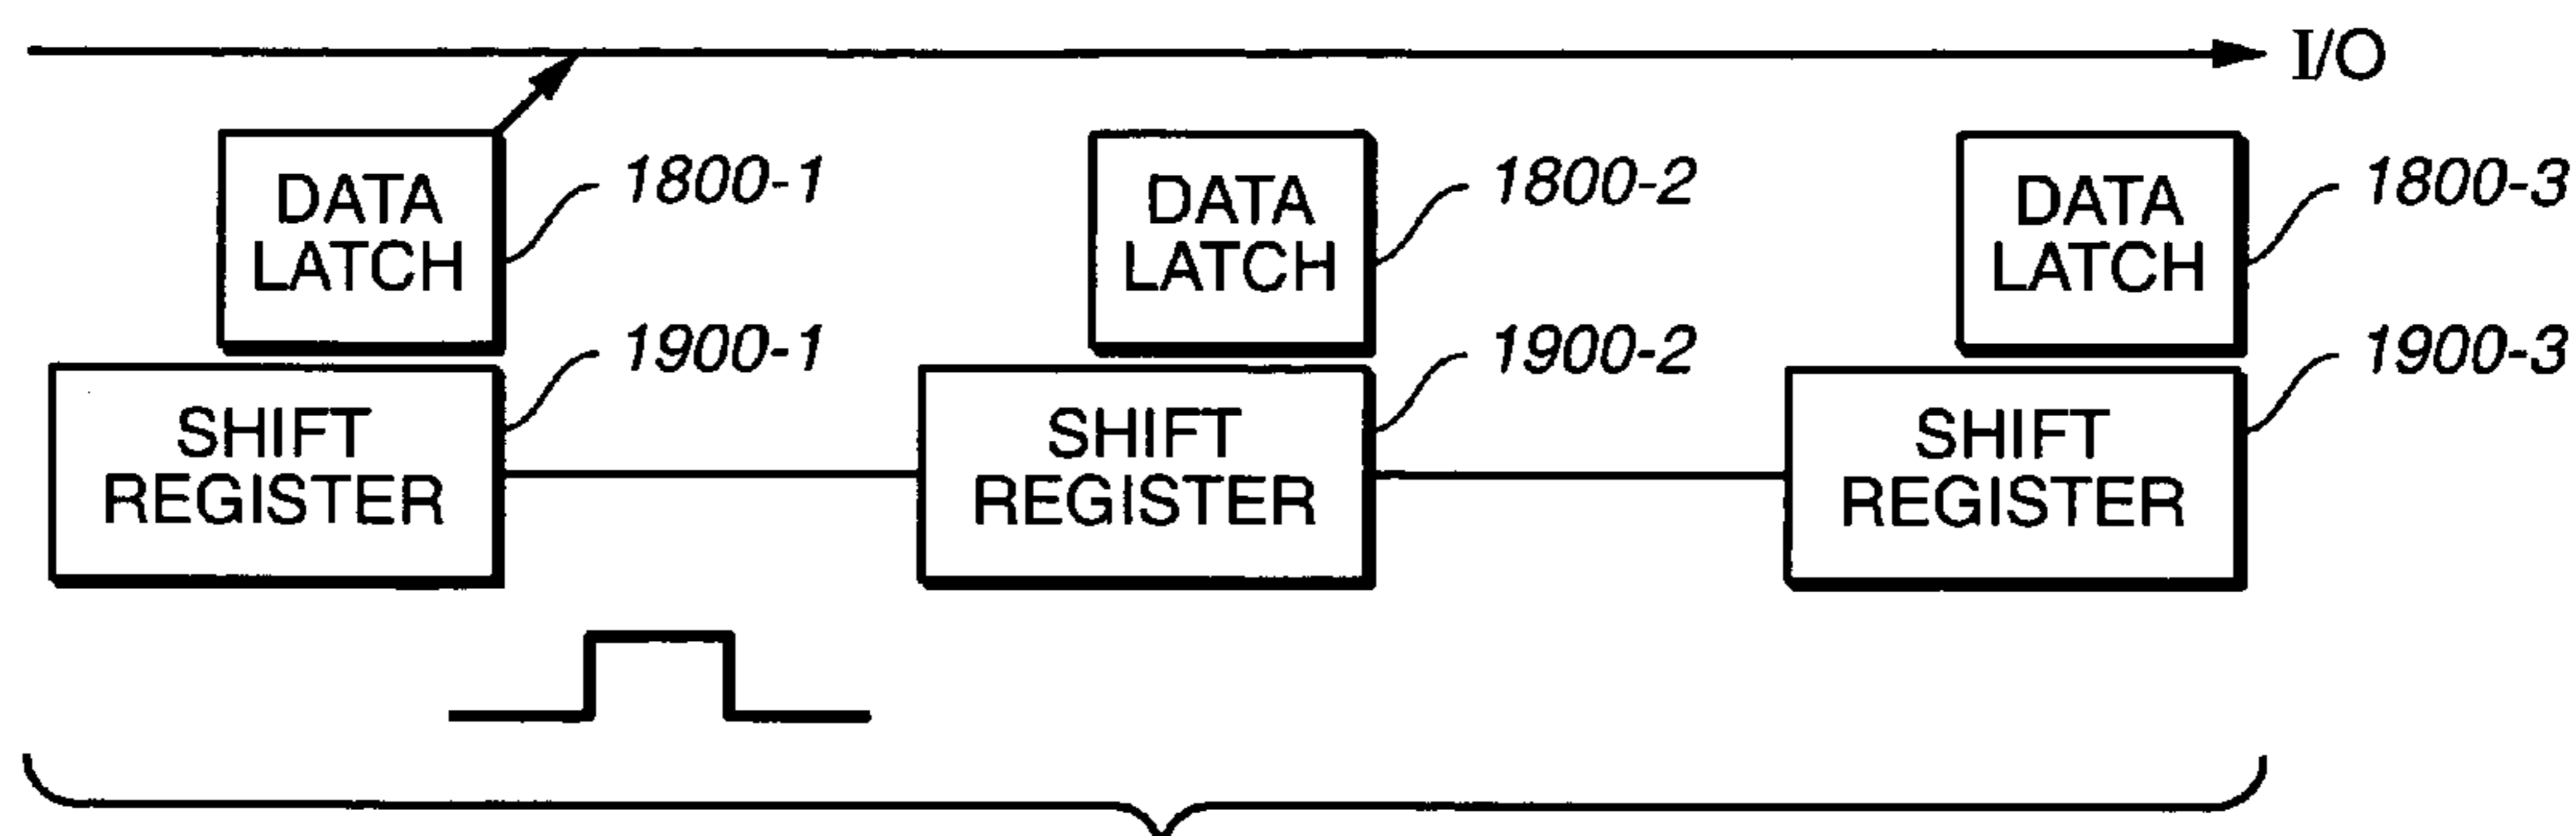 I/O
DATA
LATCH
1800-1
DATA
LATCH
1800-2
DATA
LATCH
1800-3
SHIFT
REGISTER
1900-1
SHIFT
REGISTER
1900-2
SHIFT
REGISTER
1900-3